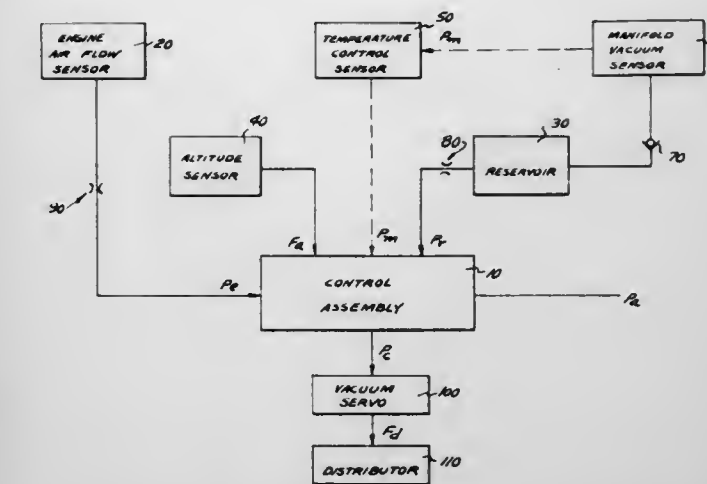 ENGINE
AIR FLOW
SENSOR
20
50
TEMPERATURE
CONTROL
SENSOR
Pm
MANIFOLD
VACUUM
SENSOR
40
ALTITUDE
SENSOR
80
30
RESERVOIR
70
90
Fa
Pm
Pr
10
CONTROL
ASSEMBLY
Pe
Pa
Pc
VACUUM
SERVO
100
Fd
DISTRIBUTOR
110